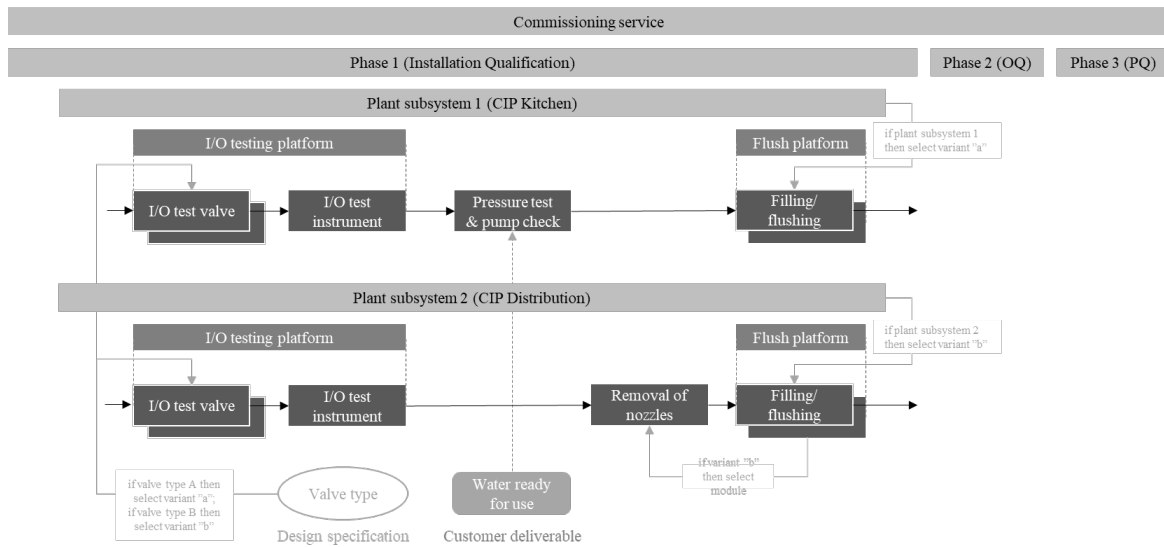 Commissioning service
Phase 1 (Installation Qualification)
Phase 2 (OQ)
Phase 3 (PQ)
Plant subsystem 1 (CIP Kitchen)
I/O testing platform
Flush platform
if plant subsystem 1
then select variant ”a”
I/O test valve
I/O test
instrument
Pressure test
& pump check
Filling/
flushing
Plant subsystem 2 (CIP Distribution)
I/O testing platform
Flush platform
if plant subsystem 2
then select variant ”b”
I/O test valve
I/O test
instrument
Removal of
nozzles
Filling/
flushing
if variant ”b”
then select
module
if valve type A then
select variant ”a”;
if valve type B then
select variant ”b”
Valve type
Design specification
Water ready
for use
Customer deliverable